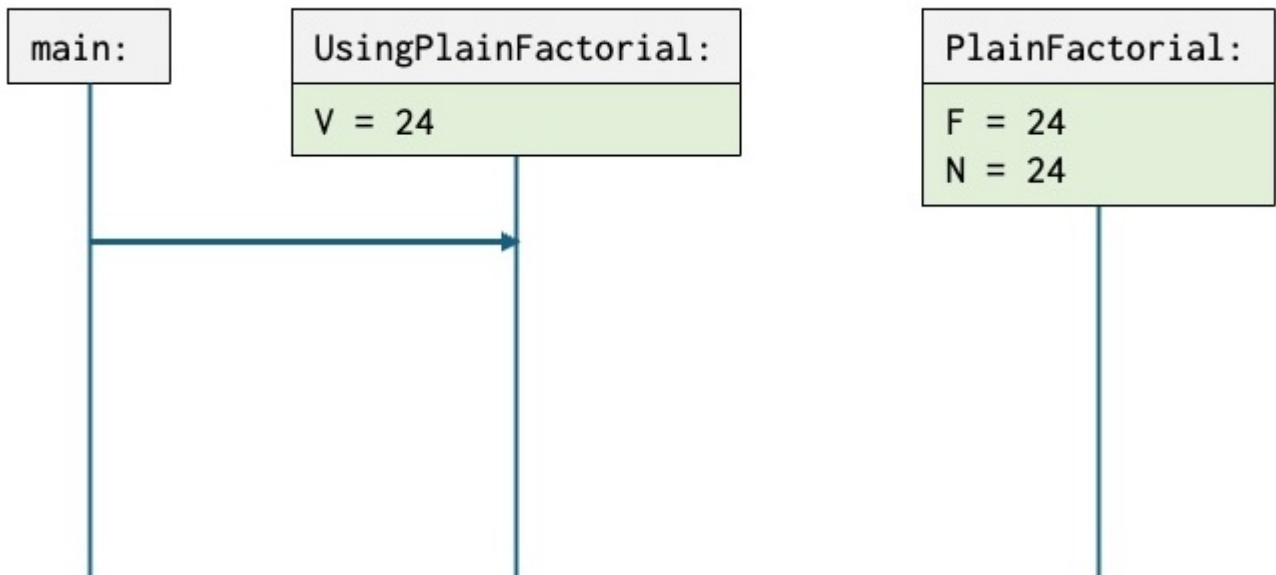 main:
UsingPlainFactorial:
V = 24
PlainFactorial:
F = 24
N = 24